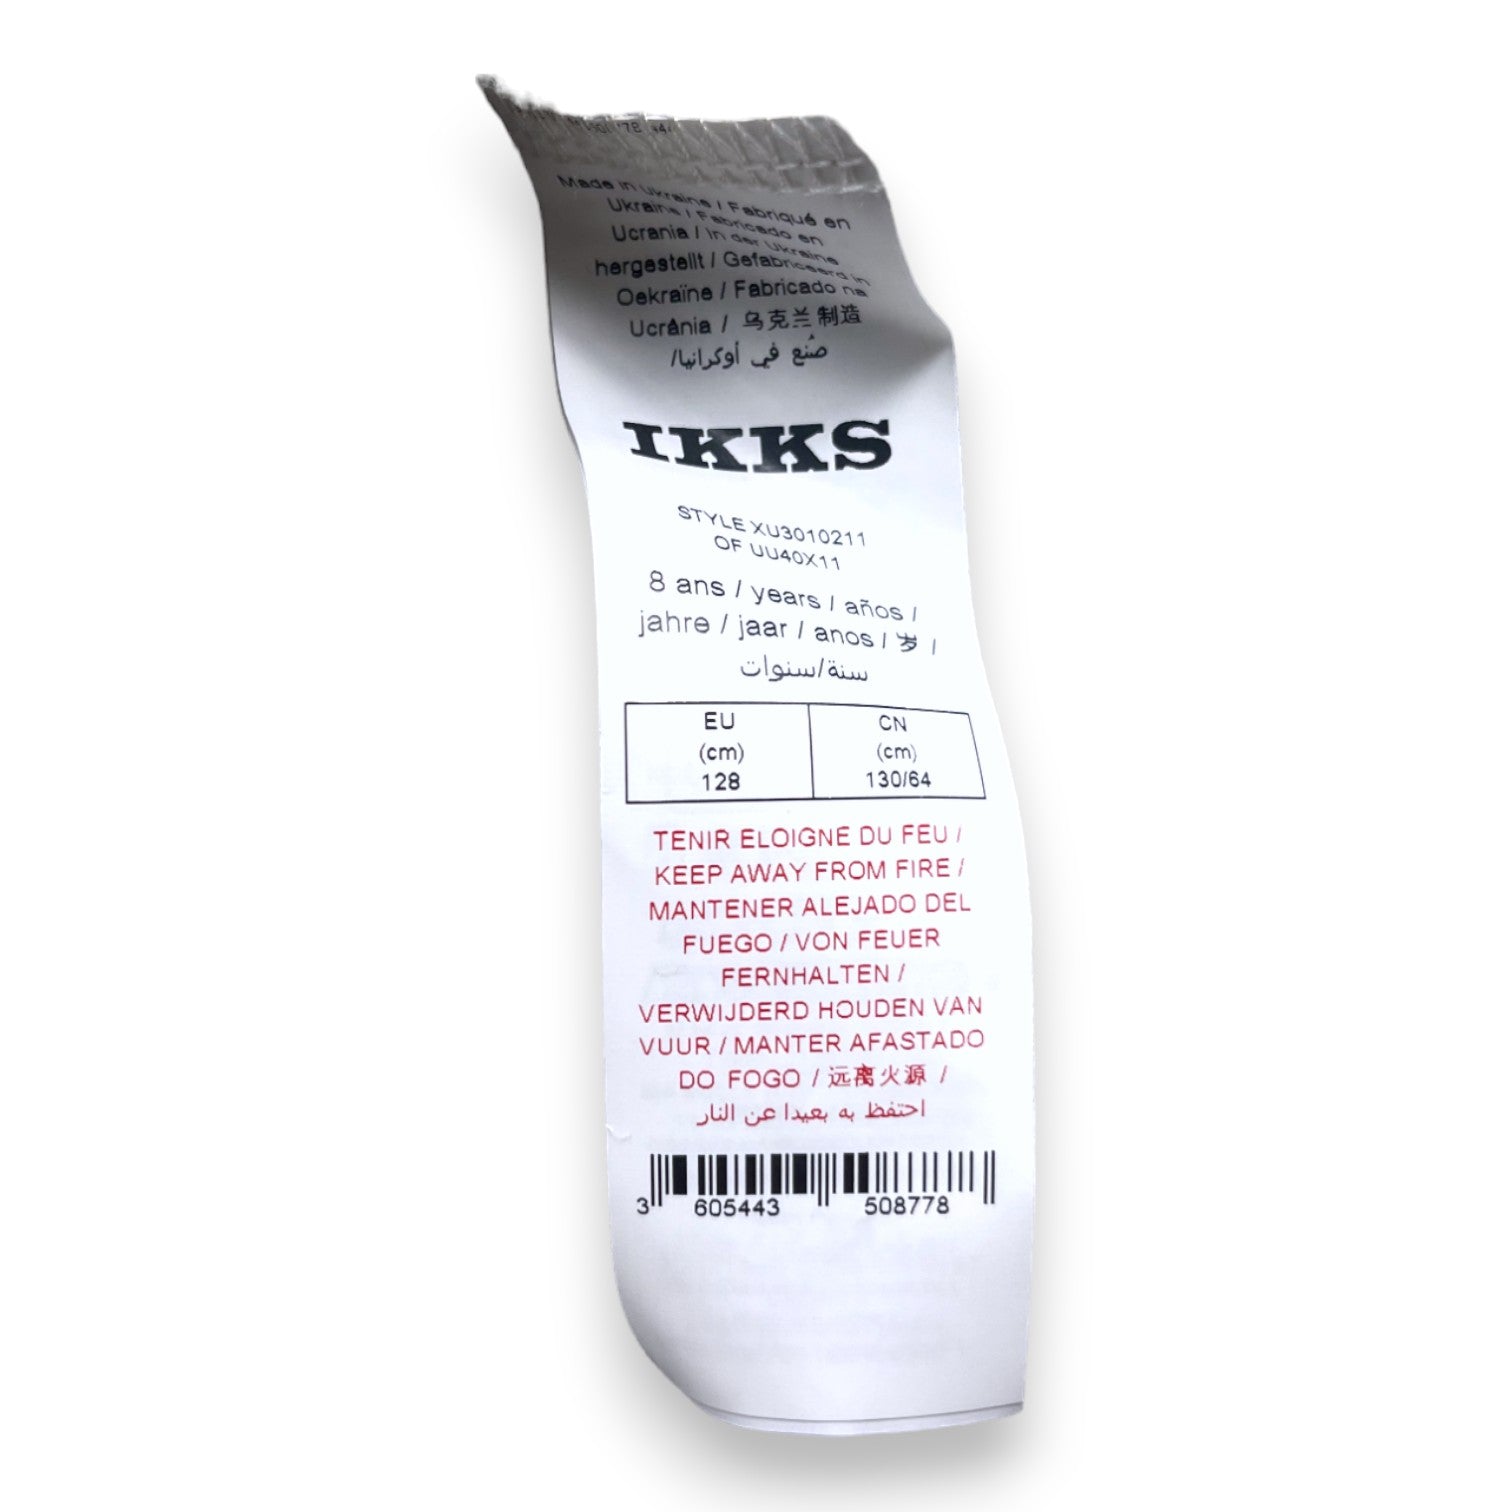 Made in Ukraine / Fabriqué en
Ukraine / Fabricado en
Ucrania / In der Ukraine
hergestellt / Gefabriceerd in
Oekraïne / Fabricado na
Ucrânia / 乌克兰制造
/صُنع في أوكرانيا
IKKS
STYLE XU3010211
OF UU40X11
8 ans / years / años /
jahre / jaar / anos / 岁 /
سنة/سنوات
EU
(cm)
128
CN
(cm)
130/64
TENIR ELOIGNE DU FEU /
KEEP AWAY FROM FIRE /
MANTENER ALEJADO DEL
FUEGO / VON FEUER
FERNHALTEN /
VERWIJDERD HOUDEN VAN
VUUR / MANTER AFASTADO
DO FOGO / 远离火源 /
احتفظ به بعيدا عن النار
3 605443 508778